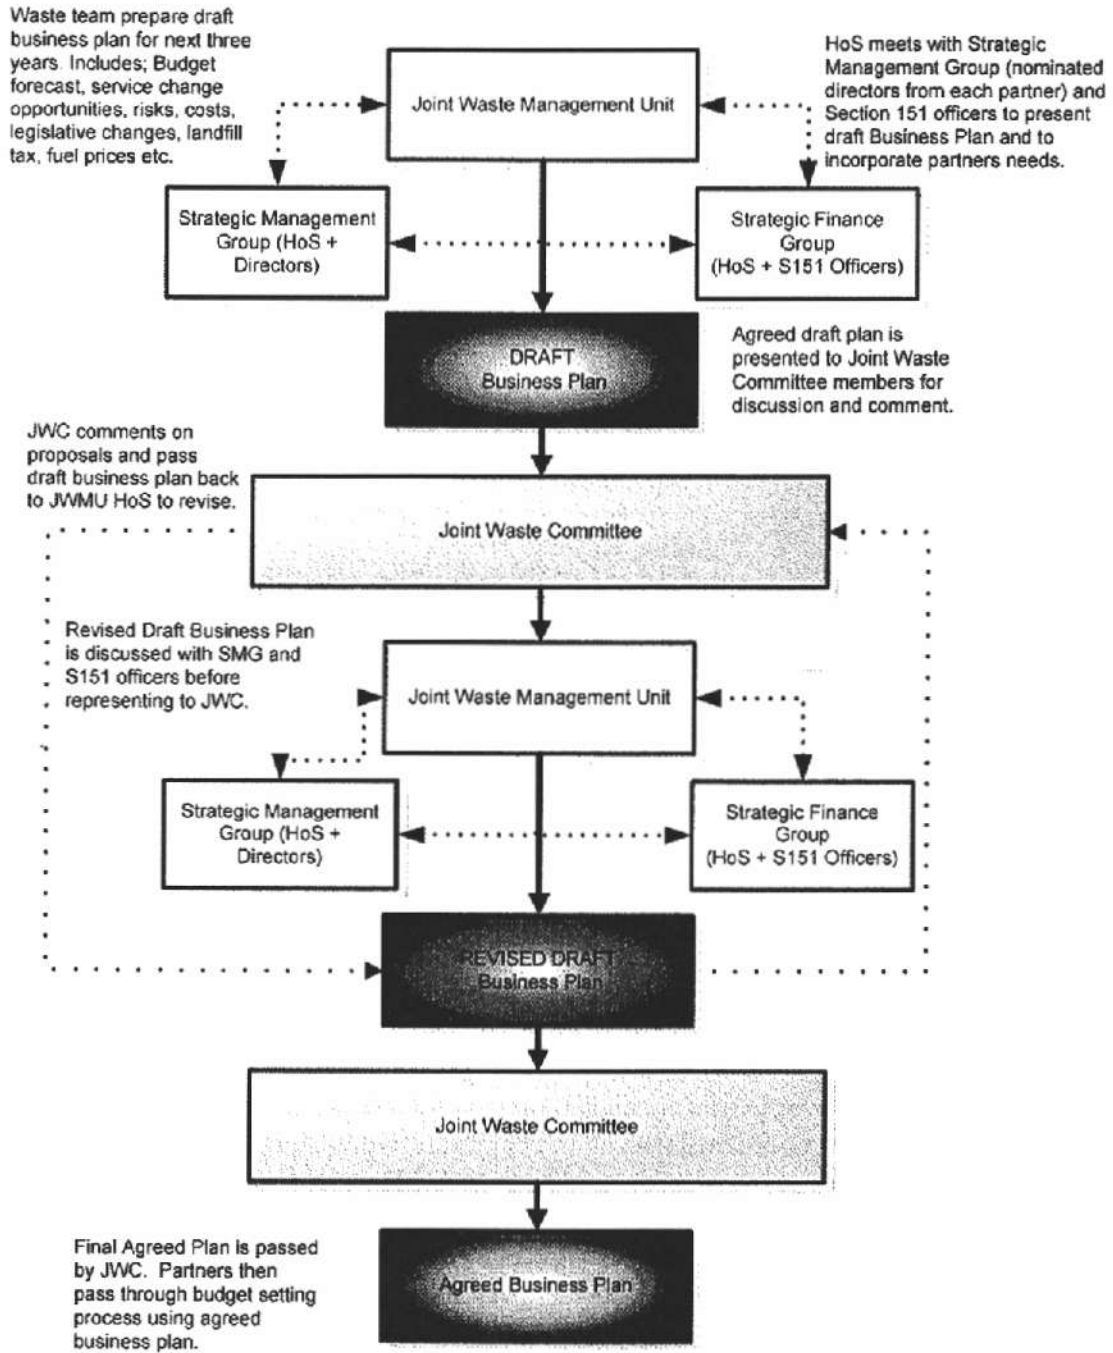 Waste team prepare draft
business plan for next three
years. Includes; Budget
forecast, service change
opportunities, risks, costs,
legislative changes, landfill
tax, fuel prices etc.
Joint Waste Management Unit
HoS meets with Strategic
Management Group (nominated
directors from each partner) and
Section 151 officers to present
draft Business Plan and to
incorporate partners needs.
Strategic Management
Group (HoS +
Directors)
Strategic Finance
Group
(HoS + S151 Officers)
DRAFT
Business Plan
Agreed draft plan is
presented to Joint Waste
Committee members for
discussion and comment.
JWC comments on
proposals and pass
draft business plan back
to JWMU HoS to revise.
Joint Waste Committee
Revised Draft Business Plan
is discussed with SMG and
S151 officers before
representing to JWC.
Joint Waste Management Unit
Strategic Management
Group (HoS +
Directors)
Strategic Finance
Group
(HoS + S151 Officers)
REVISED DRAFT
Business Plan
Joint Waste Committee
Final Agreed Plan is passed
by JWC. Partners then
pass through budget setting
process using agreed
business plan.
Agreed Business Plan